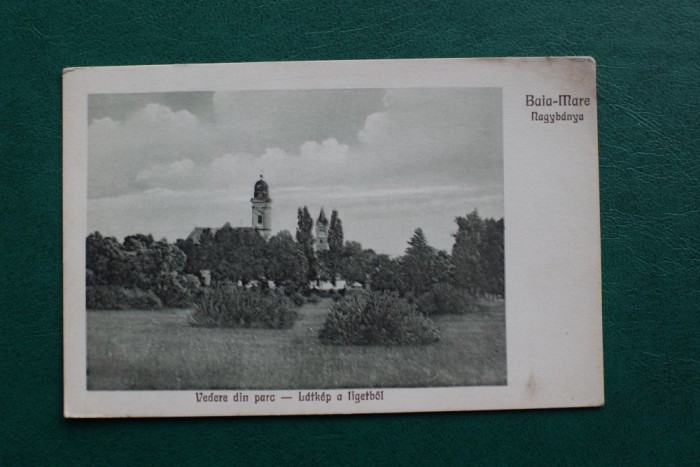 Baia-Mare
Nagybánya
Vedere din parc — Látkép a ligetből